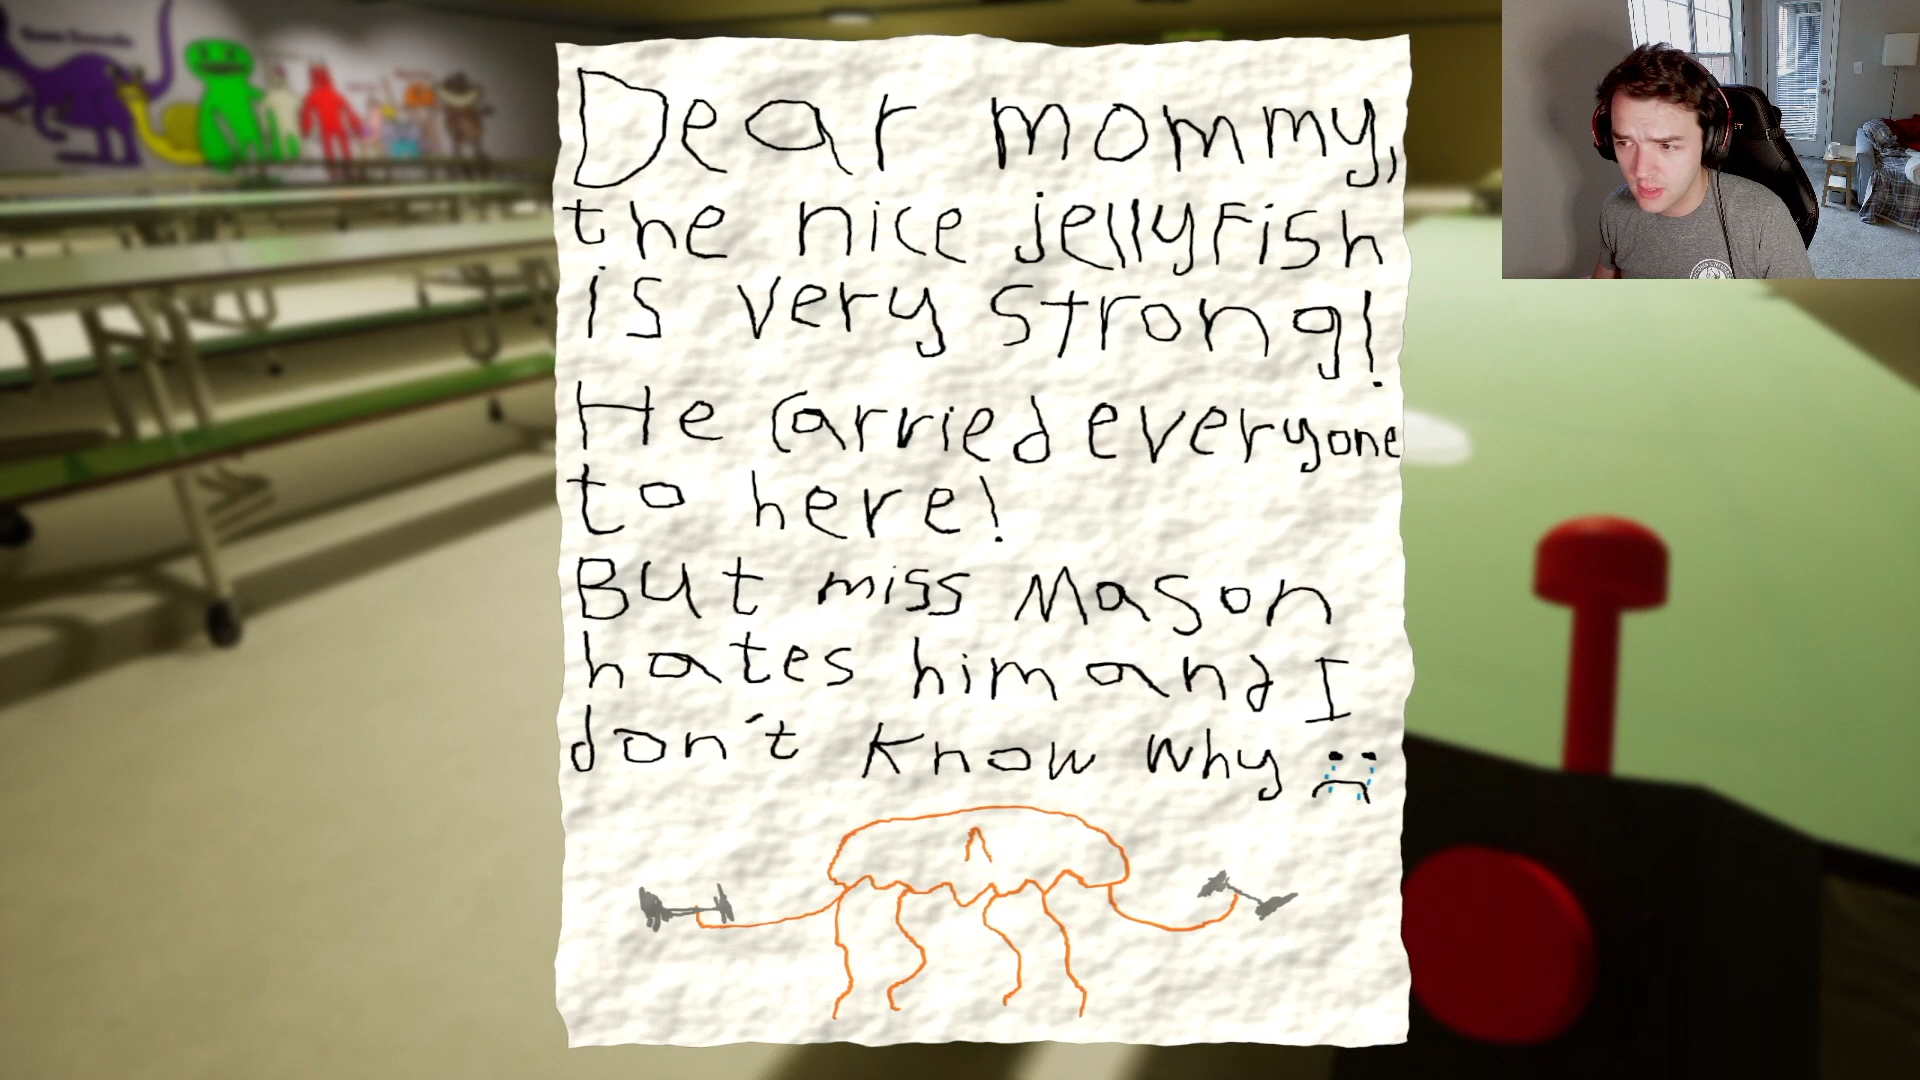 Dear mommy,
the nice jellyfish
is very strong!
He carried everyone
to here!
But miss Mason
hates him and I
don't know why